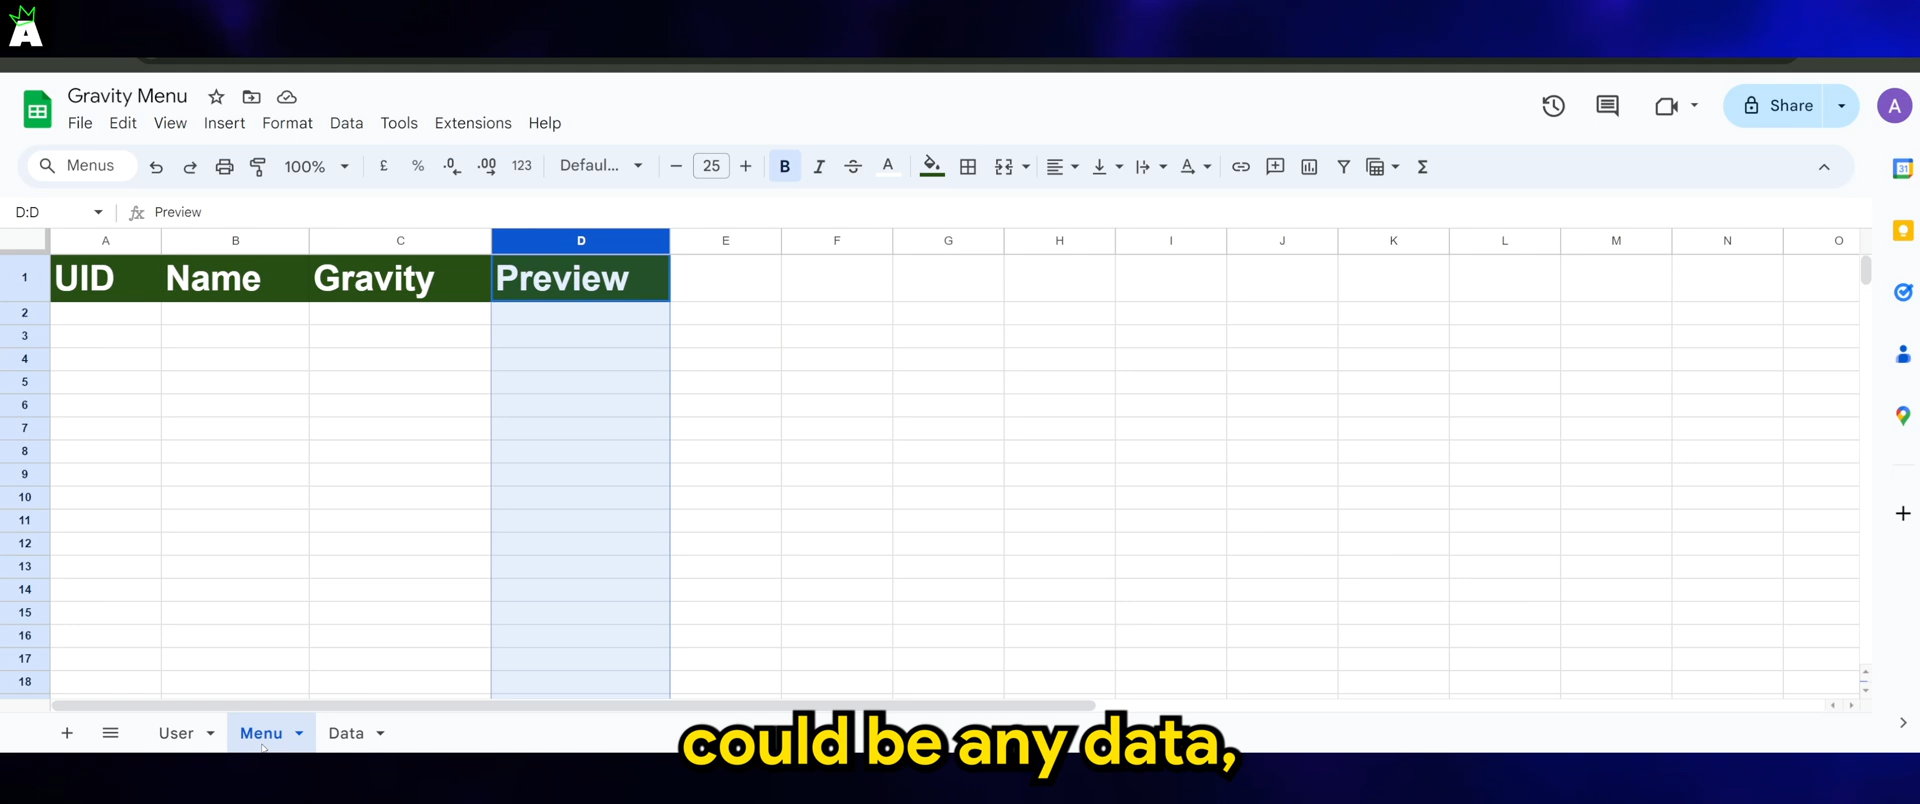 A
Gravity Menu
File Edit View Insert Format Data Tools Extensions Help
Share
A
Menus
100% £ % .0 .00 123 Defaul... − 25 + B I S A Σ
31
D:D fx Preview
A B C D E F G H I J K L M N O
1 UID Name Gravity Preview
2
3
4
5
6
7
8
9
10
11
12
13
14
15
16
17
18
+ User Menu Data
could be any data,